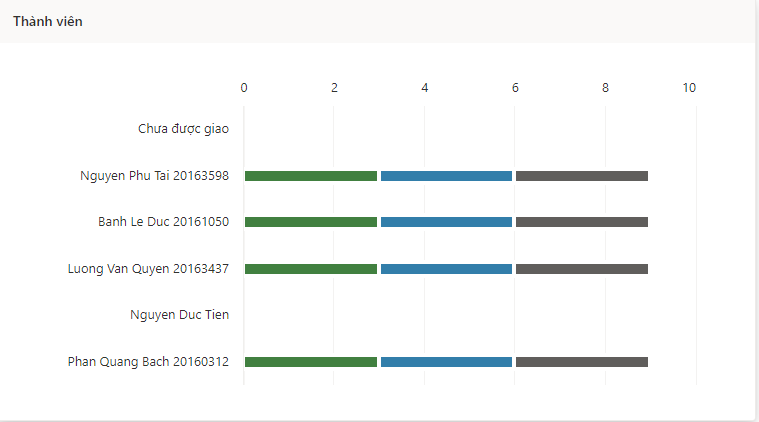 Thành viên
0 2 4 6 8 10
Chưa được giao
Nguyen Phu Tai 20163598
Banh Le Duc 20161050
Luong Van Quyen 20163437
Nguyen Duc Tien
Phan Quang Bach 20160312